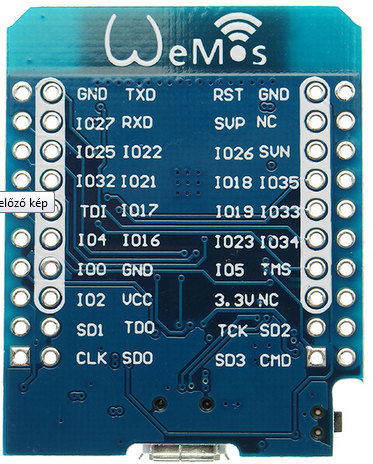 WeMos
GND TXD RST GND
IO27 RXD SVP NC
IO25 IO22 IO26 SVN
IO32 IO21 IO18 IO35
előző kép
TDI IO17 IO19 IO33
IO4 IO16 IO23 IO34
IO0 GND IO5 TMS
IO2 VCC 3.3V NC
SD1 TDO TCK SD2
CLK SD0 SD3 CMD